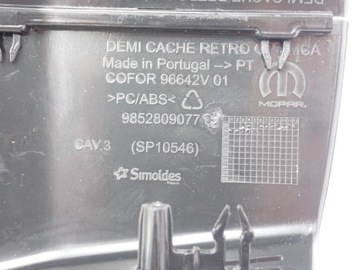 DEMI CACHE RETRO
Made in Portugal --> PT
COFOR 96642V 01
>PC/ABS<
MOPAR
9852809077
CAV.3 (SP10546)
Simoldes